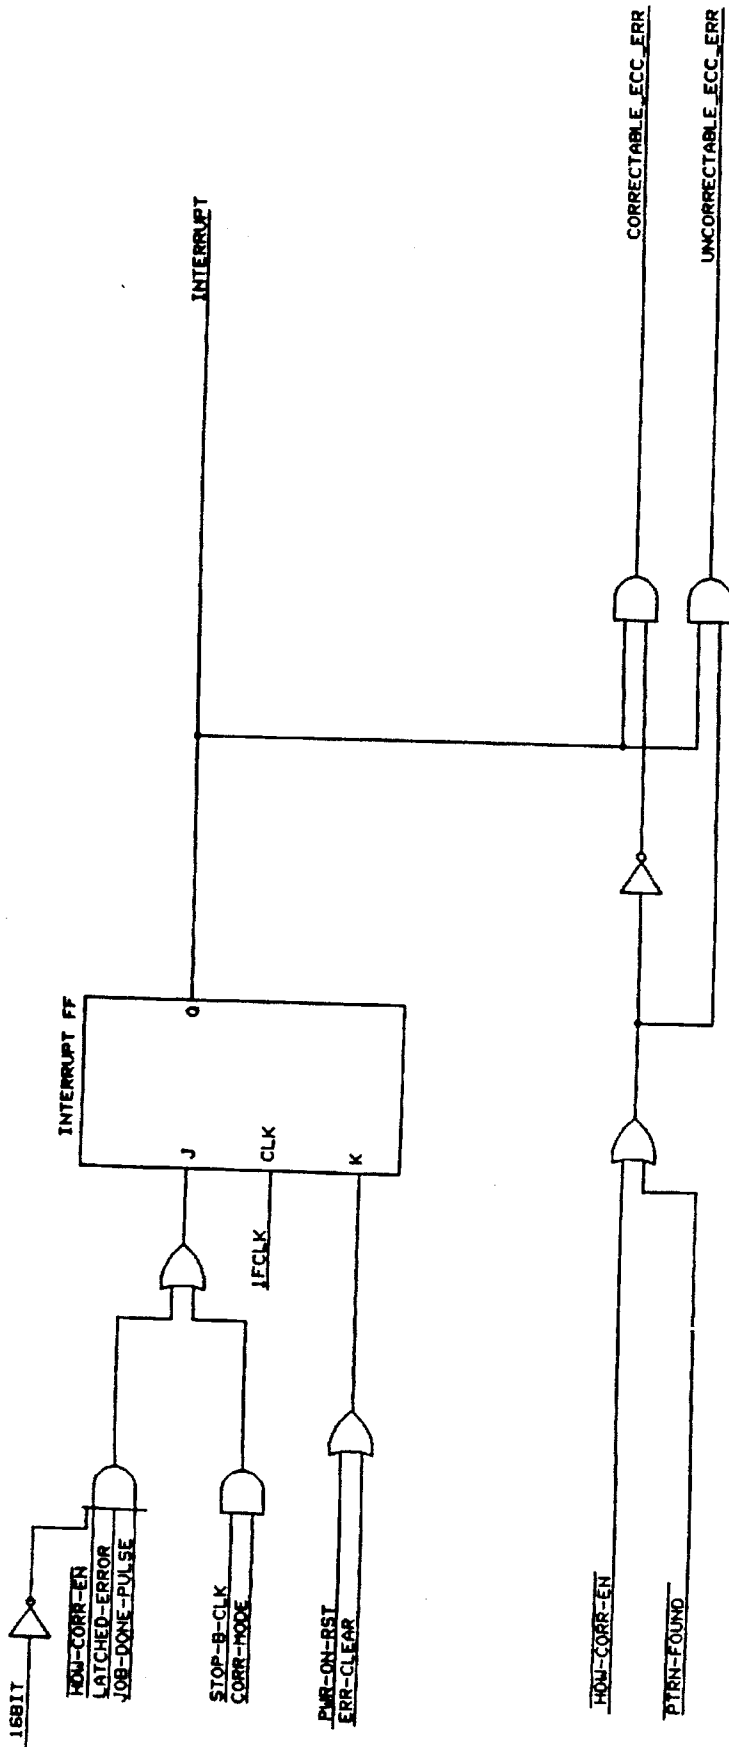 16BIT
HDW-CORR-EN
LATCHED-ERROR
JOB-DONE-PULSE
STOP-B-CLK
CORR-MODE
PWR-ON-RST
ERR-CLEAR
1FCLK
INTERRUPT FF
J
CLK
K
Q
INTERRUPT
HDW-CORR-EN
PTRN-FOUND
CORRECTABLE_ECC_ERR
UNCORRECTABLE_ECC_ERR